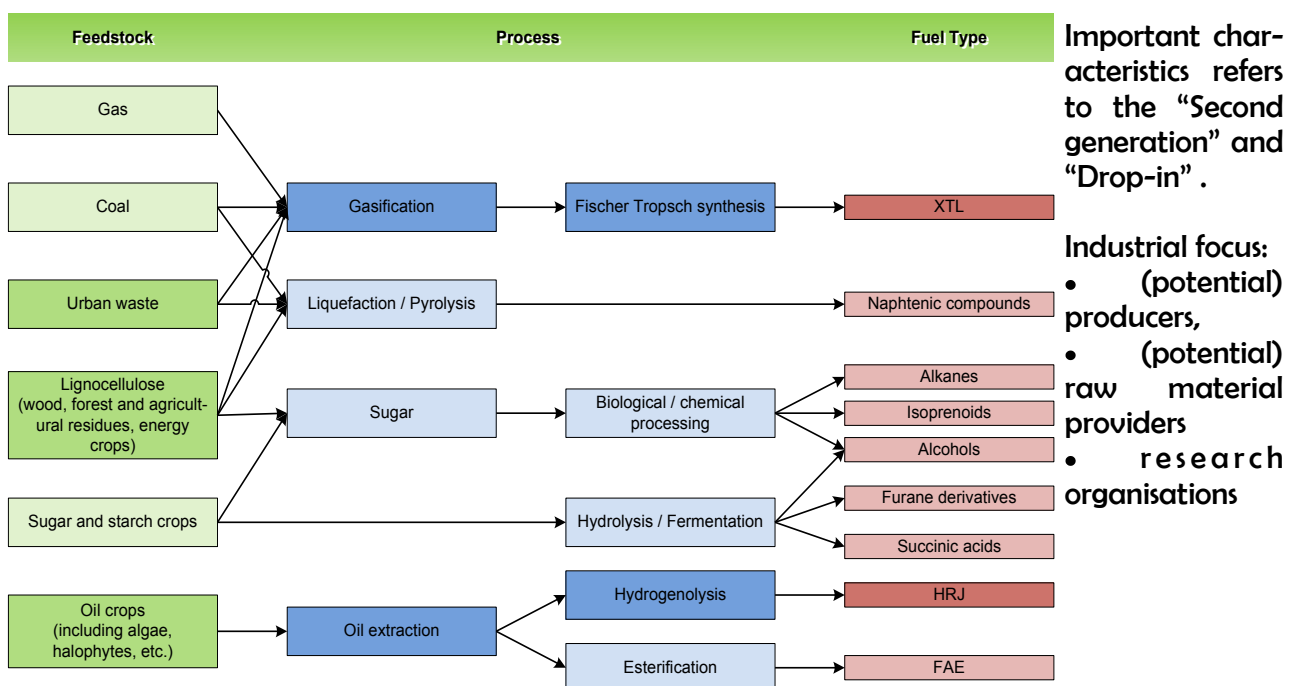 Feedstock
Process
Fuel Type
Gas
Coal
Gasification
Fischer Tropsch synthesis
XTL
Urban waste
Liquefaction / Pyrolysis
Naphtenic compounds
Lignocellulose
(wood, forest and agricult-
ural residues, energy
crops)
Sugar
Biological / chemical
processing
Alkanes
Isoprenoids
Alcohols
Sugar and starch crops
Hydrolysis / Fermentation
Furane derivatives
Succinic acids
Oil crops
(including algae,
halophytes, etc.)
Oil extraction
Hydrogenolysis
HRJ
Esterification
FAE
Important char-
acteristics refers
to the “Second
generation” and
“Drop-in” .
Industrial focus:
• (potential)
producers,
• (potential)
raw material
providers
• research
organisations